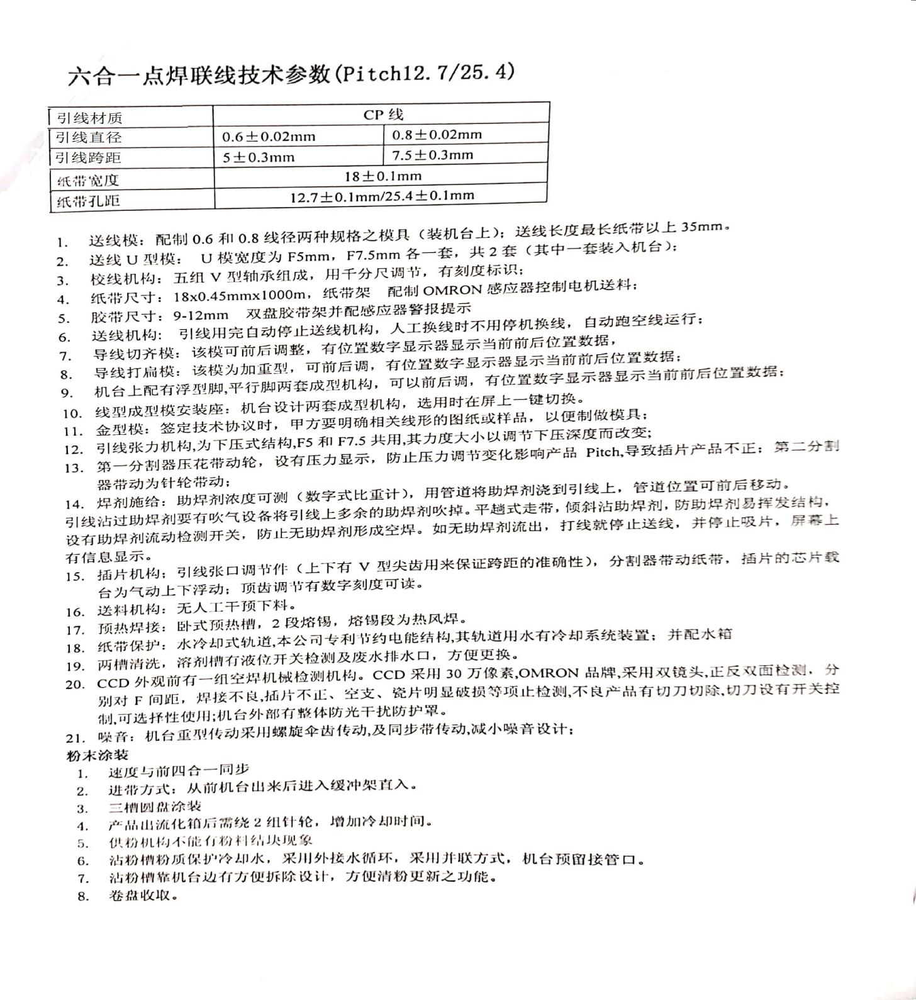 六合一点焊联线技术参数(Pitch12.7/25.4)
引线材质 CP 线
引线直径 0.6±0.02mm 0.8±0.02mm
引线跨距 5±0.3mm 7.5±0.3mm
纸带宽度 18±0.1mm
纸带孔距 12.7±0.1mm/25.4±0.1mm
1. 送线模：配制 0.6 和 0.8 线径两种规格之模具（装机台上）；送线长度最长纸带以上 35mm。
2. 送线 U 型模： U 模宽度为 F5mm，F7.5mm 各一套，共 2 套（其中一套装入机台）；
3. 校线机构：五组 V 型轴承组成，用千分尺调节，有刻度标识；
4. 纸带尺寸：18x0.45mmx1000m，纸带架 配制 OMRON 感应器控制电机送料；
5. 胶带尺寸：9-12mm 双盘胶带架并配感应器警报提示
6. 送线机构： 引线用完自动停止送线机构，人工换线时不用停机换线，自动跑空线运行；
7. 导线切齐模：该模可前后调整，有位置数字显示器显示当前前后位置数据，
8. 导线打扁模：该模为加重型，可前后调，有位置数字显示器显示当前前后位置数据；
9. 机台上配有浮型脚,平行脚两套成型机构，可以前后调，有位置数字显示器显示当前前后位置数据；
10. 线型成型模安装座：机台设计两套成型机构，选用时在屏上一键切换。
11. 金型模：签定技术协议时，甲方要明确相关线形的图纸或样品，以便制做模具；
12. 引线张力机构,为下压式结构,F5 和 F7.5 共用,其力度大小以调节下压深度而改变;
13. 第一分割器压花带动轮，设有压力显示，防止压力调节变化影响产品 Pitch,导致插片产品不正；第二分割
器带动为针轮带动；
14. 焊剂施给：助焊剂浓度可测（数字式比重计），用管道将助焊剂浇到引线上，管道位置可前后移动。
引线沾过助焊剂要有吹气设备将引线上多余的助焊剂吹掉。平趟式走带，倾斜沾助焊剂，防助焊剂易挥发结构，
设有助焊剂流动检测开关，防止无助焊剂形成空焊。如无助焊剂流出，打线就停止送线，并停止吸片，屏幕上
有信息显示。
15. 插片机构：引线张口调节件（上下有 V 型尖齿用来保证跨距的准确性），分割器带动纸带，插片的芯片载
台为气动上下浮动；顶齿调节有数字刻度可读。
16. 送料机构：无人工干预下料。
17. 预热焊接：卧式预热槽，2 段熔锡，熔锡段为热风焊。
18. 纸带保护：水冷却式轨道,本公司专利节约电能结构,其轨道用水有冷却系统装置；并配水箱
19. 两槽清洗，溶剂槽有液位开关检测及废水排水口，方便更换。
20. CCD 外观前有一组空焊机械检测机构。CCD 采用 30 万像素,OMRON 品牌,采用双镜头,正反双面检测，分
别对 F 间距，焊接不良,插片不正、空支、瓷片明显破损等项止检测,不良产品有切刀切除,切刀设有开关控
制,可选择性使用;机台外部有整体防光干扰防护罩。
21. 噪音：机台重型传动采用螺旋伞齿传动,及同步带传动,减小噪音设计；
粉末涂装
1. 速度与前四合一同步
2. 进带方式：从前机台出来后进入缓冲架直入。
3. 三槽圆盘涂装
4. 产品出流化箱后需绕 2 组针轮，增加冷却时间。
5. 供粉机构不能有粉料结块现象
6. 沾粉槽粉质保护冷却水，采用外接水循环，采用并联方式，机台预留接管口。
7. 沾粉槽靠机台边有方便拆除设计，方便清粉更新之功能。
8. 卷盘收取。